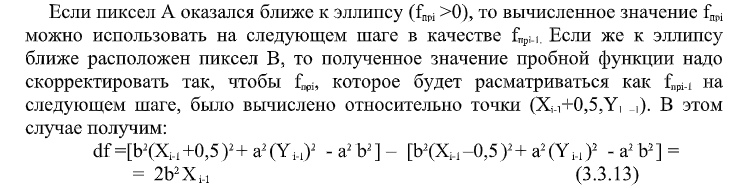 Если пиксел А оказался ближе к эллипсу (fпрi >0), то вычисленное значение fпрi
можно использовать на следующем шаге в качестве fпрi-1. Если же к эллипсу
ближе расположен пиксел В, то полученное значение пробной функции надо
скорректировать так, чтобы fпрi, которое будет расматриваться как fпрi-1 на
следующем шаге, было вычислено относительно точки (Xi-1+0,5,Y1 –1). В этом
случае получим:
df =[b²(Xi-1+0,5)²+ a²(Y i-1)² - a² b²] – [b²(Xi-1–0,5)²+ a²(Y i-1)² - a² b²] =
= 2b² X i-1 (3.3.13)